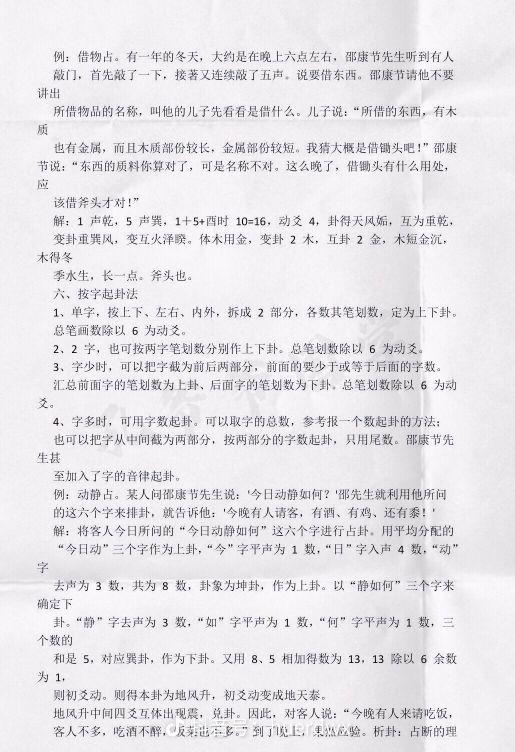 例：借物占。有一年的冬天，大约是在晚上六点左右，邵康节先生听到有人
敲门，首先敲了一下，接著又连续敲了五声。说要借东西。邵康节请他不要
讲出
所借物品的名称，叫他的儿子先看看是借什么。儿子说：“所借的东西，有木
质
也有金属，而且木质部份较长，金属部份较短。我猜大概是借锄头吧！”邵康
节说：“东西的质料你算对了，可是名称不对。这么晚了，借锄头有什么用处，
应
该借斧头才对！”
解：1 声乾，5 声巽，1＋5+酉时 10=16，动爻 4，卦得天风姤，互为重乾，
变卦重巽风，变互火泽睽。体木用金，变卦 2 木，互卦 2 金，木短金沉，
木得冬
季水生，长一点。斧头也。
六、按字起卦法
1、单字，按上下、左右、内外，拆成 2 部分，各数其笔划数，定为上下卦。
总笔画数除以 6 为动爻。
2、2 字，也可按两字笔划数分别作上下卦。总笔划数除以 6 为动爻。
3、字少时，可以把字截为前后两部分，前面的要少于或等于后面的字数。
汇总前面字的笔划数为上卦、后面字的笔划数为下卦。总笔划数除以 6 为动
爻。
4、字多时，可用字数起卦。可以取字的总数，参考报一个数起卦的方法；
也可以把字从中间截为两部分，按两部分的字数起卦，只用尾数。邵康节先
生甚
至加入了字的音律起卦。
例：动静占。某人问邵康节先生说：'今日动静如何？'邵先生就利用他所问
的这六个字来排卦，就告诉他：'今晚有人请客，有酒、有鸡、还有黍！'
解：将客人今日所问的“今日动静如何”这六个字进行占卦。用平均分配的
“今日动”三个字作为上卦，“今”字平声为 1 数，“日”字入声 4 数，“动”
字
去声为 3 数，共为 8 数，卦象为坤卦，作为上卦。以“静如何”三个字来
确定下
卦。“静”字去声为 3 数，“如”字平声为 1 数，“何”字平声为 1 数，三
个数的
和是 5，对应巽卦，作为下卦。又用 8、5 相加得数为 13，13 除以 6 余数
为 1，
则初爻动。则得本卦为地风升，初爻动变成地天泰。
地风升中间四爻互体出现震，兑卦。因此，对客人说：“今晚有人来请吃饭，
客人不多，吃酒不醉，反味也至多” 到了晚上，果然应验。析卦：占断的理